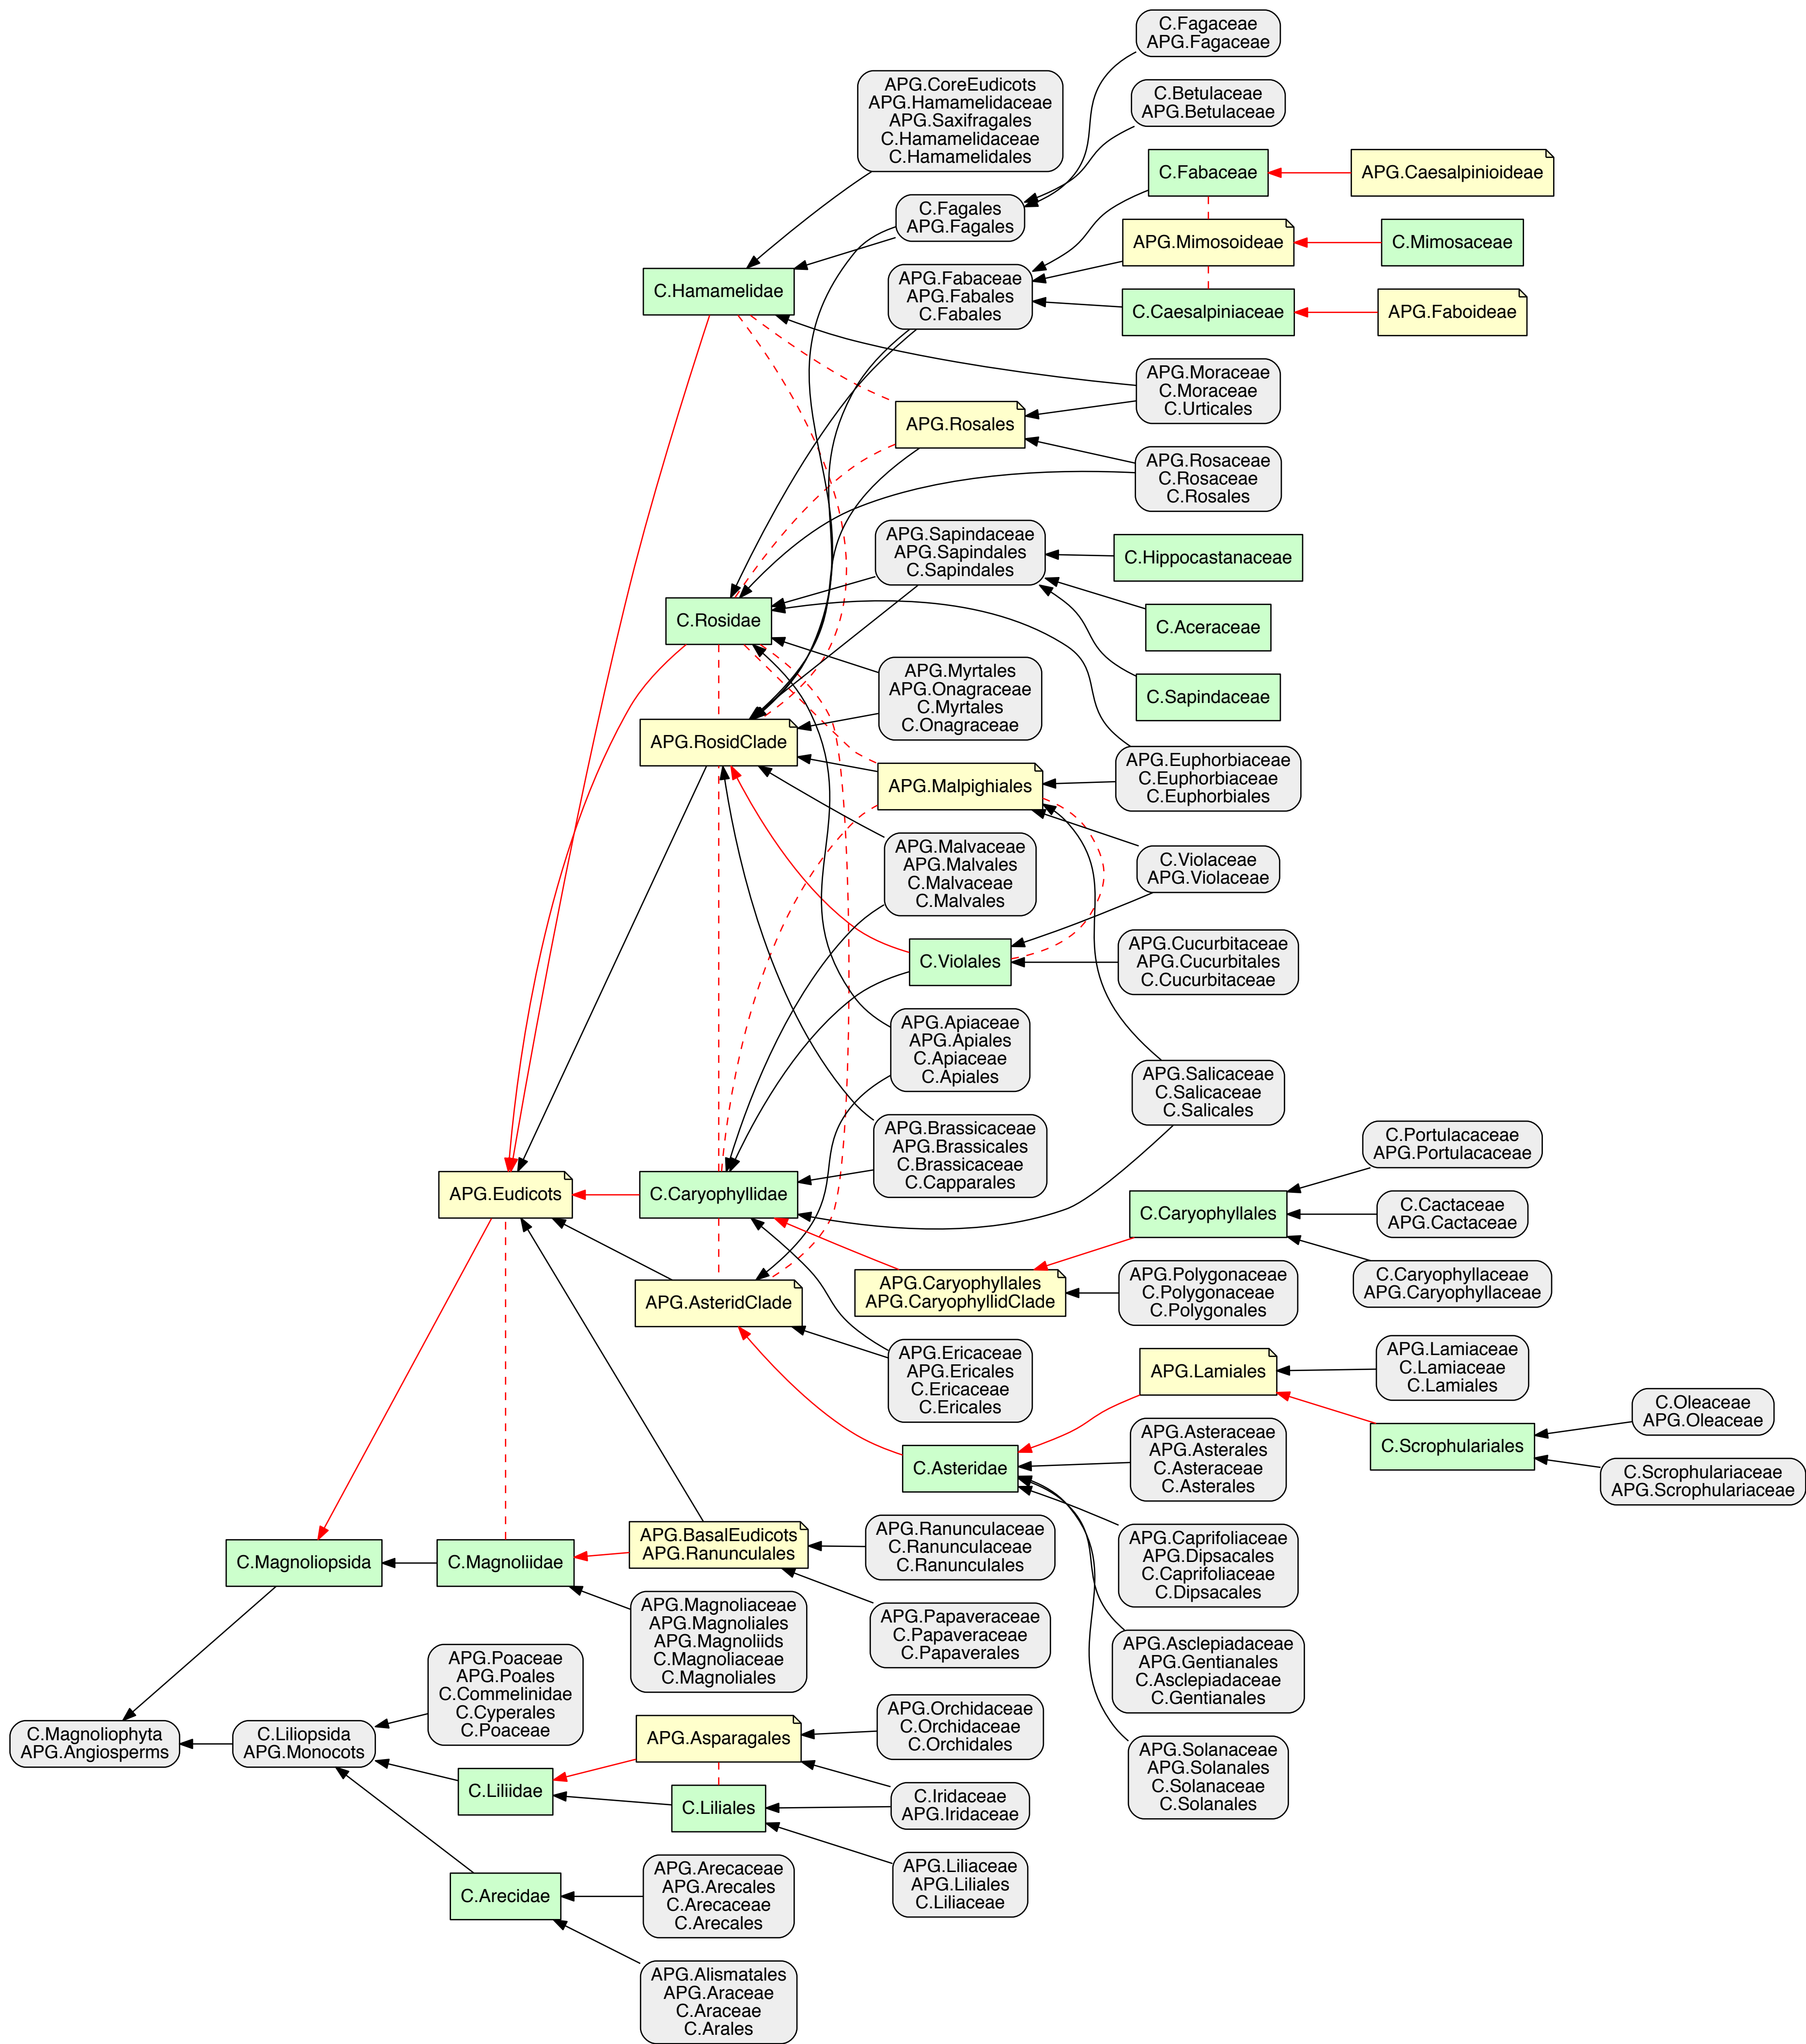 C.Fagaceae
APG.Fagaceae
APG.CoreEudicots
APG.Hamamelidaceae
APG.Saxifragales
C.Hamamelidaceae
C.Hamamelidales
C.Betulaceae
APG.Betulaceae
C.Fabaceae
APG.Caesalpinioideae
C.Fagales
APG.Fagales
APG.Mimosoideae
C.Mimosaceae
C.Hamamelidae
APG.Fabaceae
APG.Fabales
C.Fabales
C.Caesalpiniaceae
APG.Faboideae
APG.Moraceae
C.Moraceae
C.Urticales
APG.Rosales
APG.Rosaceae
C.Rosaceae
C.Rosales
APG.Sapindaceae
APG.Sapindales
C.Sapindales
C.Hippocastanaceae
C.Rosidae
C.Aceraceae
APG.Myrtales
APG.Onagraceae
C.Myrtales
C.Onagraceae
C.Sapindaceae
APG.RosidClade
APG.Malpighiales
APG.Euphorbiaceae
C.Euphorbiaceae
C.Euphorbiales
APG.Malvaceae
APG.Malvales
C.Malvaceae
C.Malvales
C.Violaceae
APG.Violaceae
C.Violales
APG.Cucurbitaceae
APG.Cucurbitales
C.Cucurbitaceae
APG.Apiaceae
APG.Apiales
C.Apiaceae
C.Apiales
APG.Salicaceae
C.Salicaceae
C.Salicales
APG.Brassicaceae
APG.Brassicales
C.Brassicaceae
C.Capparales
C.Portulacaceae
APG.Portulacaceae
APG.Eudicots
C.Caryophyllidae
C.Caryophyllales
C.Cactaceae
APG.Cactaceae
APG.AsteridClade
APG.Caryophyllales
APG.CaryophyllidClade
APG.Polygonaceae
C.Polygonaceae
C.Polygonales
C.Caryophyllaceae
APG.Caryophyllaceae
APG.Ericaceae
APG.Ericales
C.Ericaceae
C.Ericales
APG.Lamiales
APG.Lamiaceae
C.Lamiaceae
C.Lamiales
C.Oleaceae
APG.Oleaceae
C.Asteridae
APG.Asteraceae
APG.Asterales
C.Asteraceae
C.Asterales
C.Scrophulariales
C.Scrophulariaceae
APG.Scrophulariaceae
C.Magnoliopsida
C.Magnoliidae
APG.BasalEudicots
APG.Ranunculales
APG.Ranunculaceae
C.Ranunculaceae
C.Ranunculales
APG.Caprifoliaceae
APG.Dipsacales
C.Caprifoliaceae
C.Dipsacales
APG.Magnoliaceae
APG.Magnoliales
APG.Magnoliids
C.Magnoliaceae
C.Magnoliales
APG.Papaveraceae
C.Papaveraceae
C.Papaverales
APG.Asclepiadaceae
APG.Gentianales
C.Asclepiadaceae
C.Gentianales
APG.Poaceae
APG.Poales
C.Commelinidae
C.Cyperales
C.Poaceae
C.Magnoliophyta
APG.Angiosperms
C.Liliopsida
APG.Monocots
APG.Asparagales
APG.Orchidaceae
C.Orchidaceae
C.Orchidales
APG.Solanaceae
APG.Solanales
C.Solanaceae
C.Solanales
C.Liliidae
C.Liliales
C.Iridaceae
APG.Iridaceae
C.Arecidae
APG.Arecaceae
APG.Arecales
C.Arecaceae
C.Arecales
APG.Liliaceae
APG.Liliales
C.Liliaceae
APG.Alismatales
APG.Araceae
C.Araceae
C.Arales